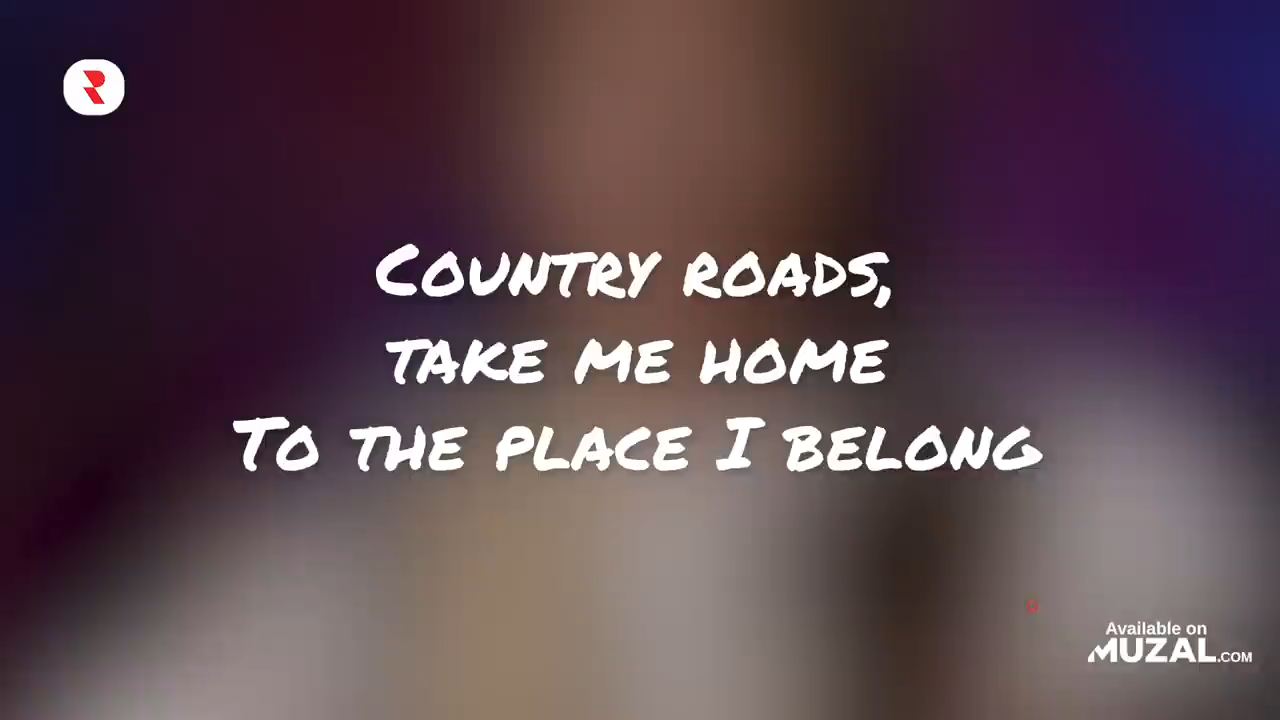 Country roads,
take me home
To the place I belong
Available on
MUZAL.COM